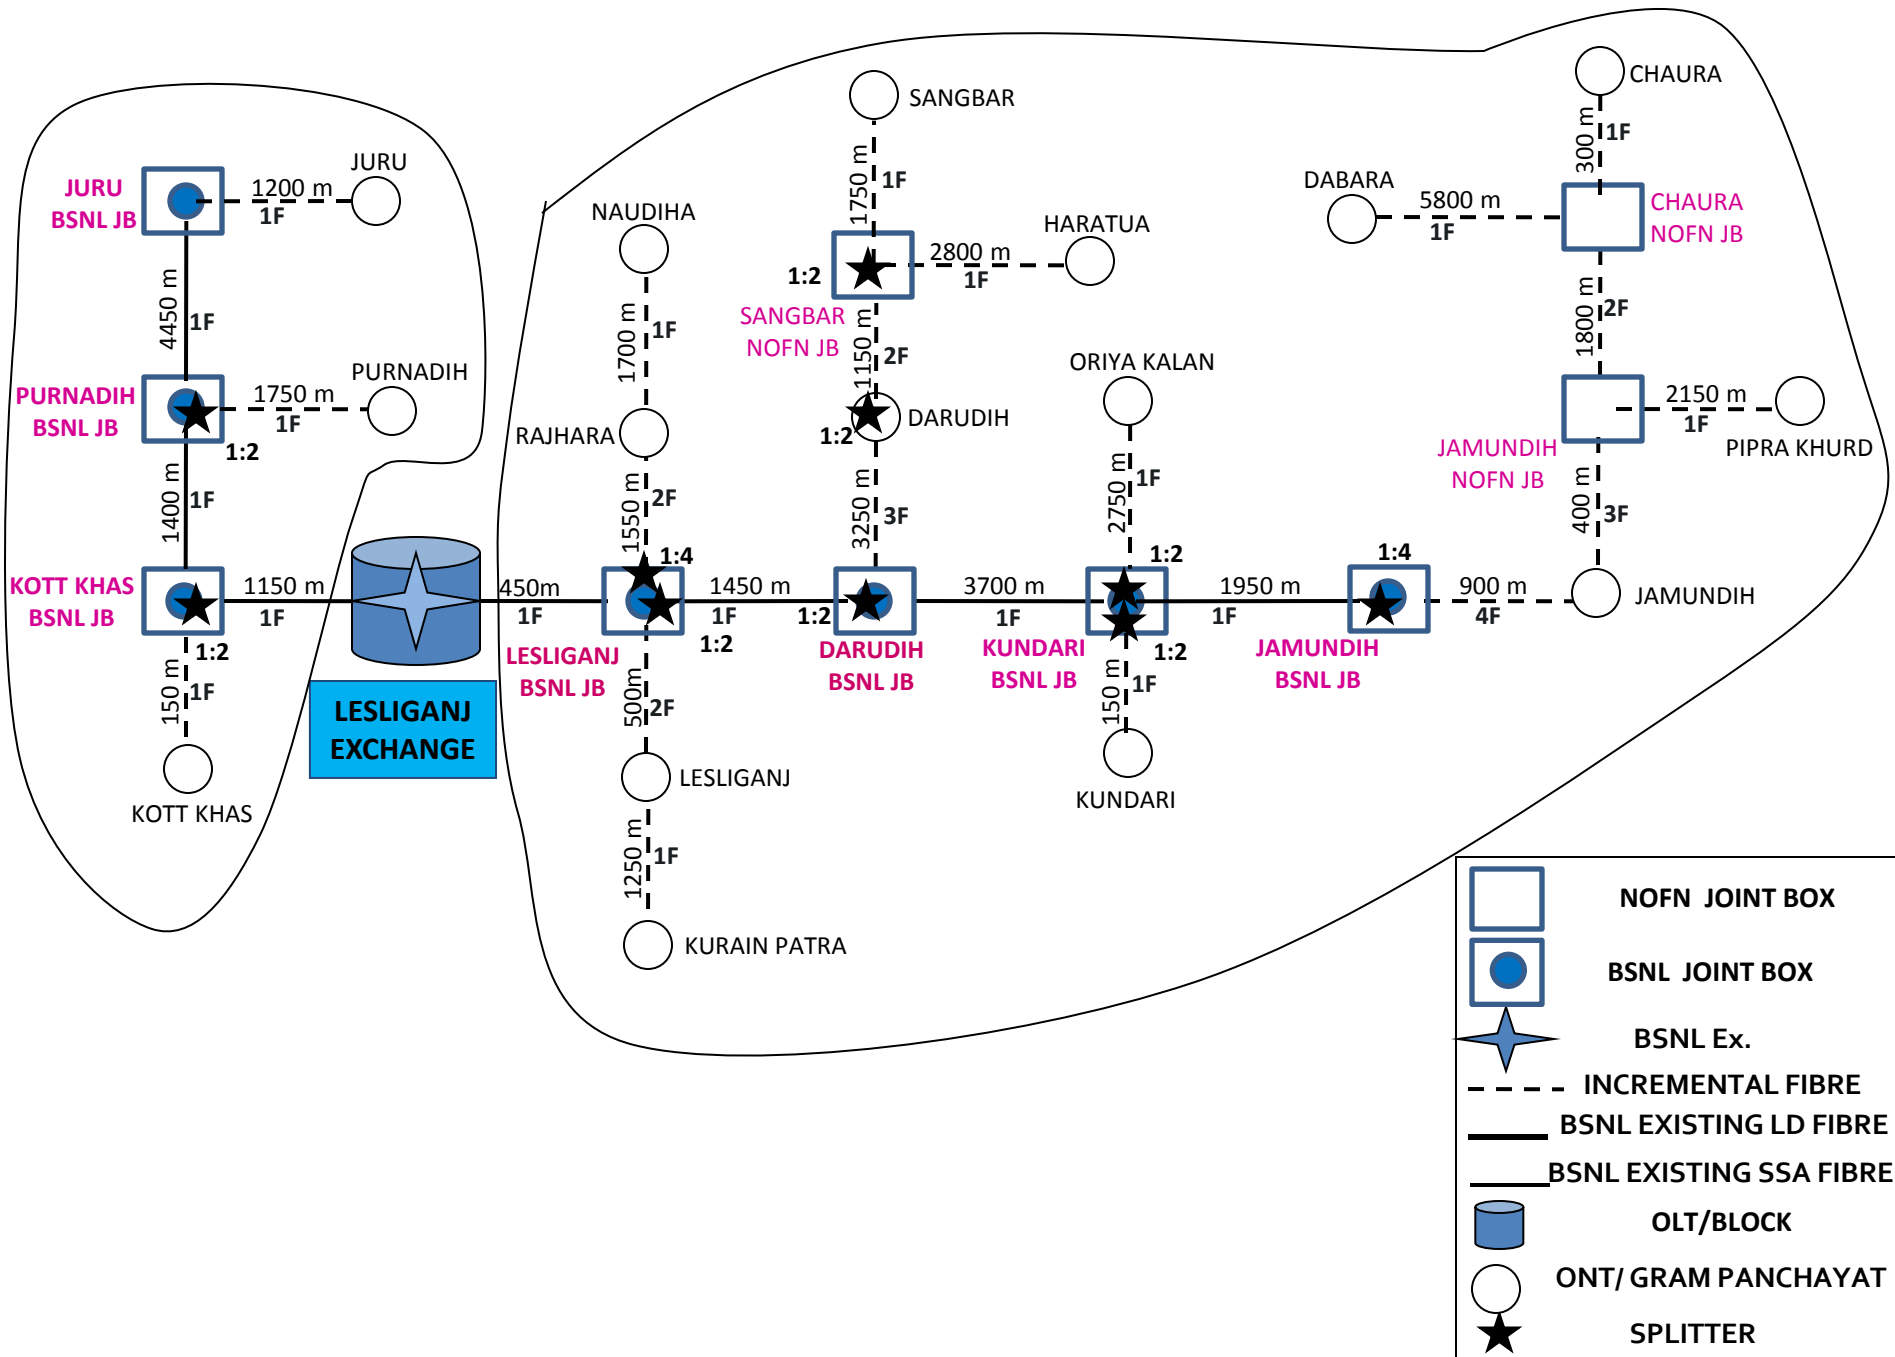 CHAURA
SANGBAR
300 m
1F
JURU
1200 m
1F
JURU
BSNL JB
1750 m
1F
DABARA
5800 m
1F
CHAURA
NOFN JB
NAUDIHA
HARATUA
2800 m
1F
1:2
SANGBAR
NOFN JB
4450 m
1F
1700 m
1F
1150 m
2F
1800 m
2F
PURNADIH
ORIYA KALAN
PURNADIH
BSNL JB
1750 m
1F
1:2
RAJHARA
DARUDIH
1:2
2150 m
1F
PIPRA KHURD
JAMUNDIH
NOFN JB
1400 m
1F
1550 m
2F
3250 m
3F
2750 m
1F
400 m
3F
KOTT KHAS
BSNL JB
1150 m
1F
1:2
450m
1F
1:4
1:2
LESLIGANJ
BSNL JB
1450 m
1F
1:2
DARUDIH
BSNL JB
3700 m
1F
1:2
1:2
KUNDARI
BSNL JB
1950 m
1F
1:4
JAMUNDIH
BSNL JB
900 m
4F
JAMUNDIH
150 m
1F
LESLIGANJ
EXCHANGE
500m
2F
150 m
1F
KOTT KHAS
LESLIGANJ
KUNDARI
1250 m
1F
KURAIN PATRA
NOFN JOINT BOX
BSNL JOINT BOX
BSNL Ex.
INCREMENTAL FIBRE
BSNL EXISTING LD FIBRE
BSNL EXISTING SSA FIBRE
OLT/BLOCK
ONT/ GRAM PANCHAYAT
SPLITTER